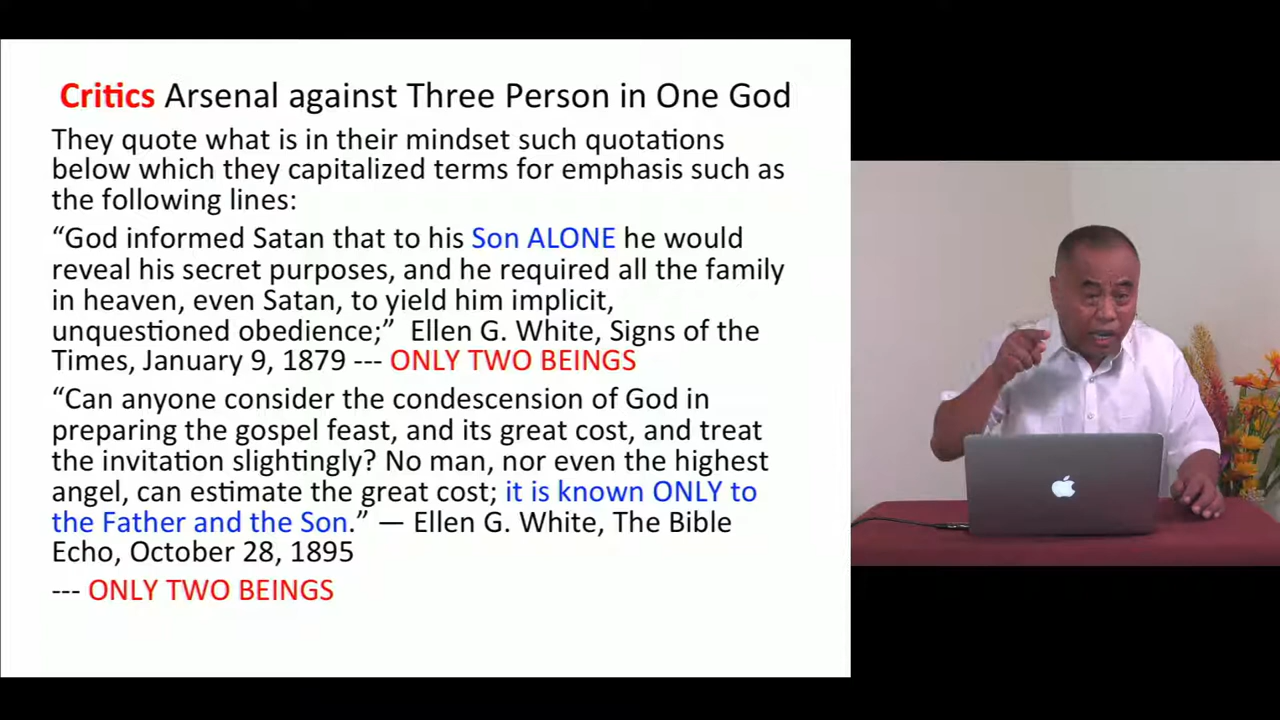 Critics Arsenal against Three Person in One God
They quote what is in their mindset such quotations
below which they capitalized terms for emphasis such as
the following lines:
“God informed Satan that to his Son ALONE he would
reveal his secret purposes, and he required all the family
in heaven, even Satan, to yield him implicit,
unquestioned obedience;” Ellen G. White, Signs of the
Times, January 9, 1879 --- ONLY TWO BEINGS
“Can anyone consider the condescension of God in
preparing the gospel feast, and its great cost, and treat
the invitation slightingly? No man, nor even the highest
angel, can estimate the great cost; it is known ONLY to
the Father and the Son.” — Ellen G. White, The Bible
Echo, October 28, 1895
--- ONLY TWO BEINGS